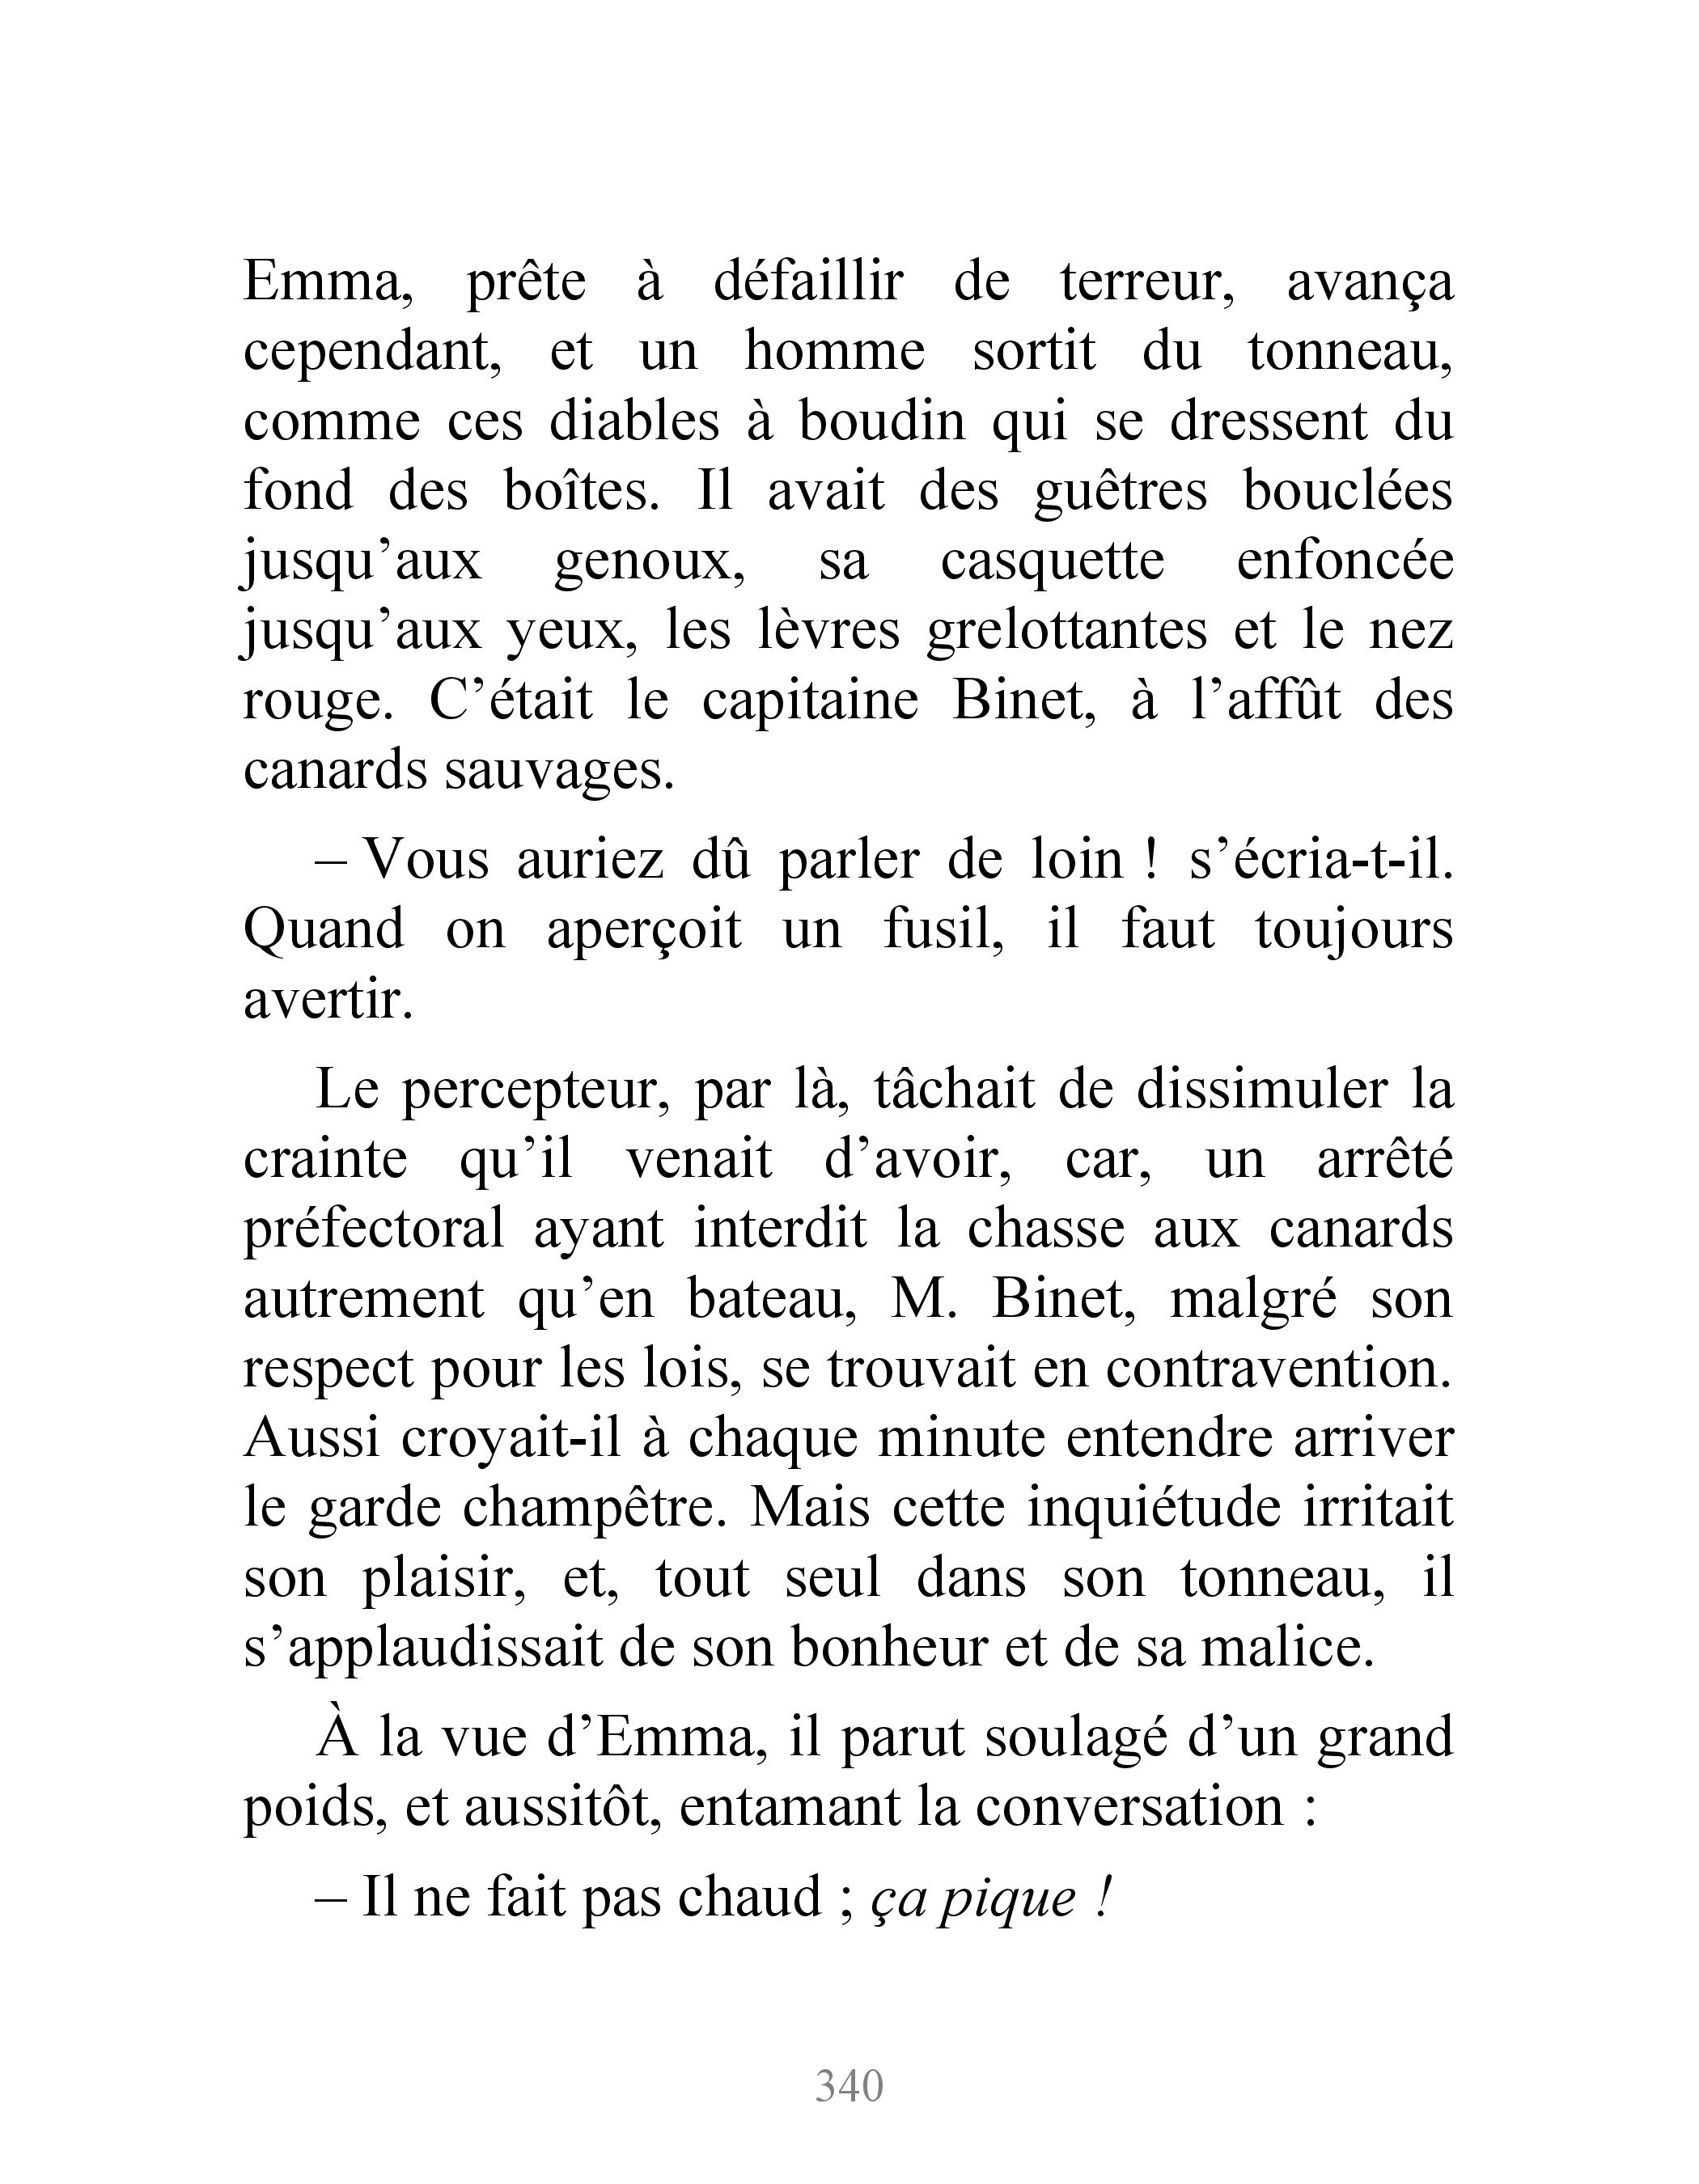 Emma, prête à défaillir de terreur, avança
cependant, et un homme sortit du tonneau,
comme ces diables à boudin qui se dressent du
fond des boîtes. Il avait des guêtres bouclées
jusqu’aux genoux, sa casquette enfoncée
jusqu’aux yeux, les lèvres grelottantes et le nez
rouge. C’était le capitaine Binet, à l’affût des
canards sauvages.
– Vous auriez dû parler de loin ! s’écria-t-il.
Quand on aperçoit un fusil, il faut toujours
avertir.
Le percepteur, par là, tâchait de dissimuler la
crainte qu’il venait d’avoir, car, un arrêté
préfectoral ayant interdit la chasse aux canards
autrement qu’en bateau, M. Binet, malgré son
respect pour les lois, se trouvait en contravention.
Aussi croyait-il à chaque minute entendre arriver
le garde champêtre. Mais cette inquiétude irritait
son plaisir, et, tout seul dans son tonneau, il
s’applaudissait de son bonheur et de sa malice.
À la vue d’Emma, il parut soulagé d’un grand
poids, et aussitôt, entamant la conversation :
– Il ne fait pas chaud ; ça pique !
340